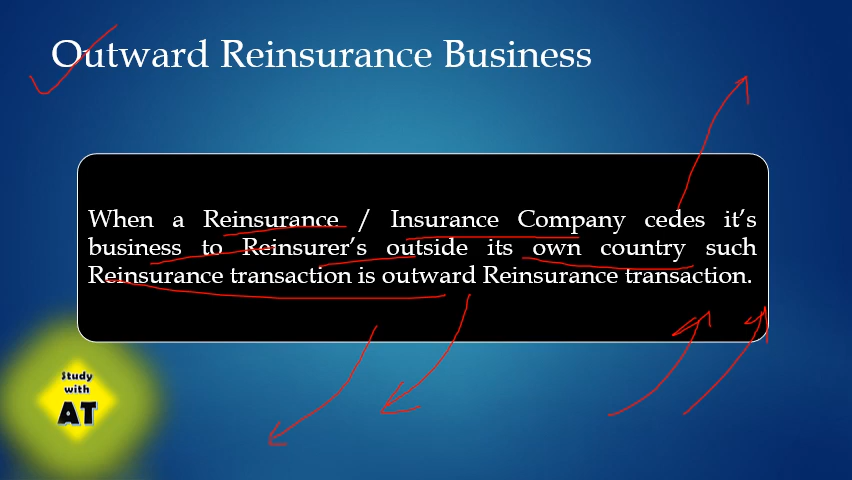 Outward Reinsurance Business
When a Reinsurance / Insurance Company cedes it's
business to Reinsurer's outside its own country such
Reinsurance transaction is outward Reinsurance transaction.
Study
with
AT